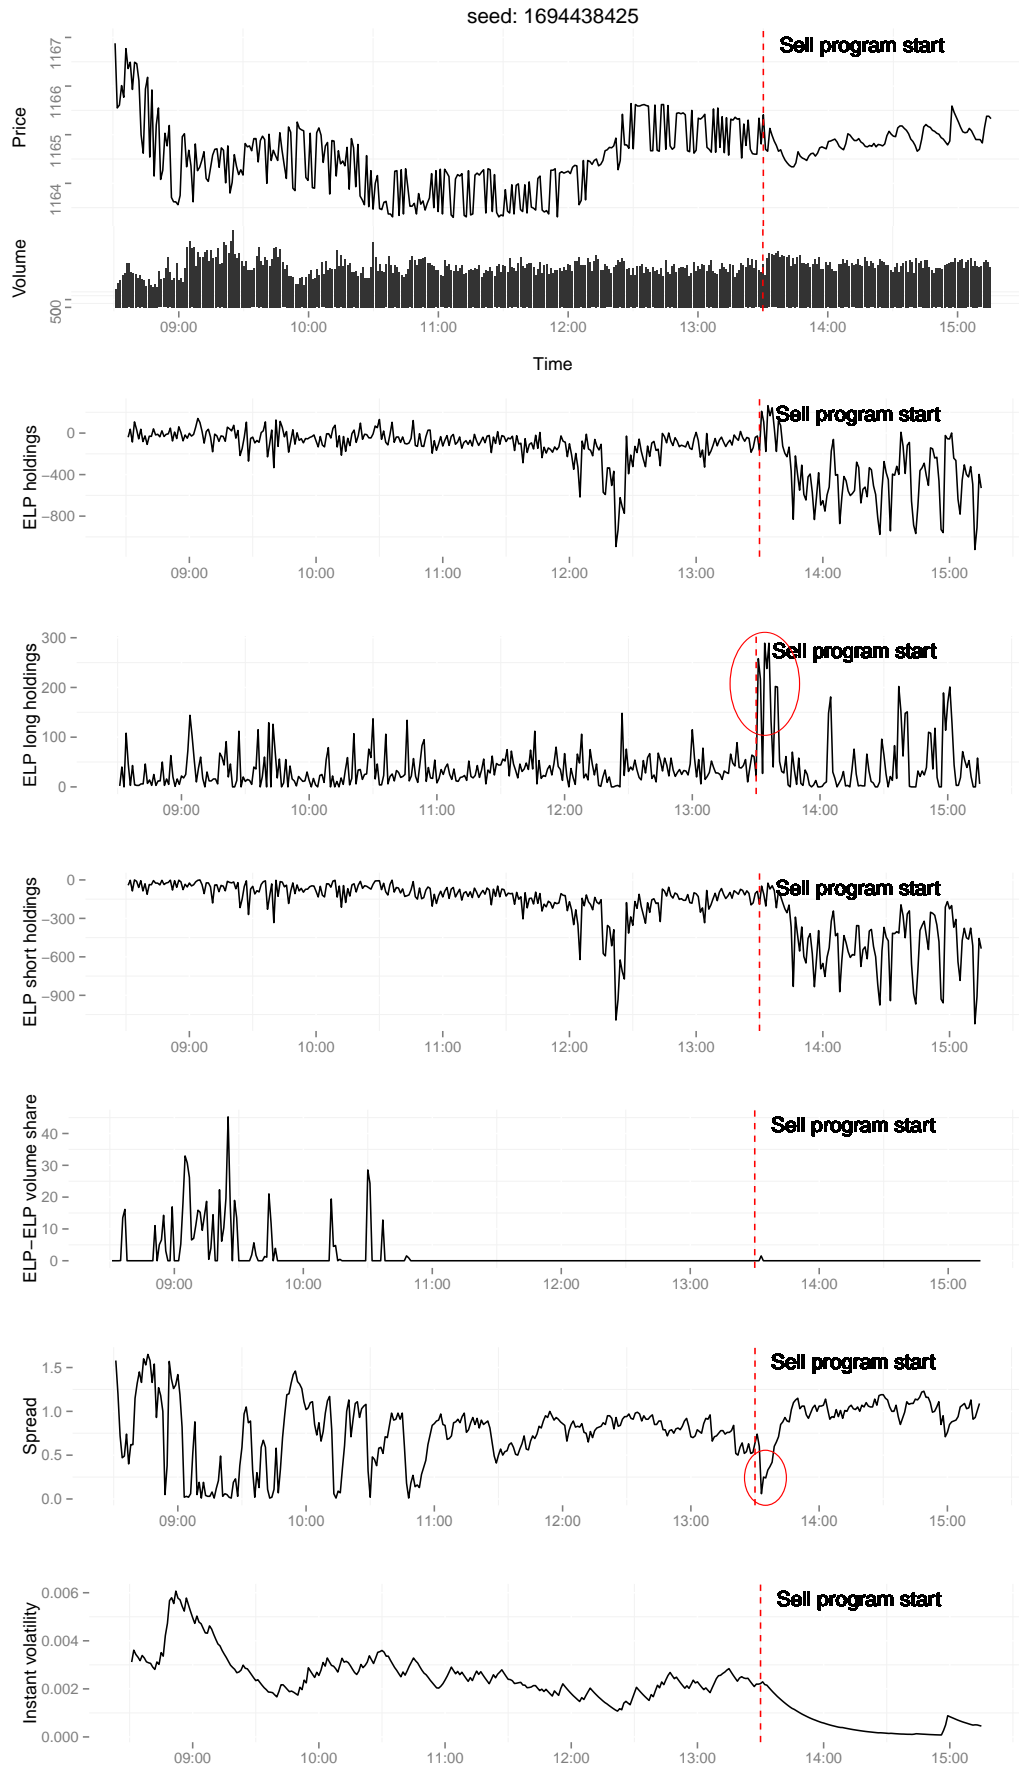 seed: 1694438425
Sell program start
Price
1167
1166
1165
1164
Volume
500
09:00 10:00 11:00 12:00 13:00 14:00 15:00
Time
Sell program start
ELP holdings
0
−400
−800
09:00 10:00 11:00 12:00 13:00 14:00 15:00
Sell program start
ELP long holdings
300
200
100
0
09:00 10:00 11:00 12:00 13:00 14:00 15:00
Sell program start
ELP short holdings
0
−300
−600
−900
09:00 10:00 11:00 12:00 13:00 14:00 15:00
Sell program start
ELP−ELP volume share
40
30
20
10
0
09:00 10:00 11:00 12:00 13:00 14:00 15:00
Sell program start
Spread
1.5
1.0
0.5
0.0
09:00 10:00 11:00 12:00 13:00 14:00 15:00
Sell program start
Instant volatility
0.006
0.004
0.002
0.000
09:00 10:00 11:00 12:00 13:00 14:00 15:00